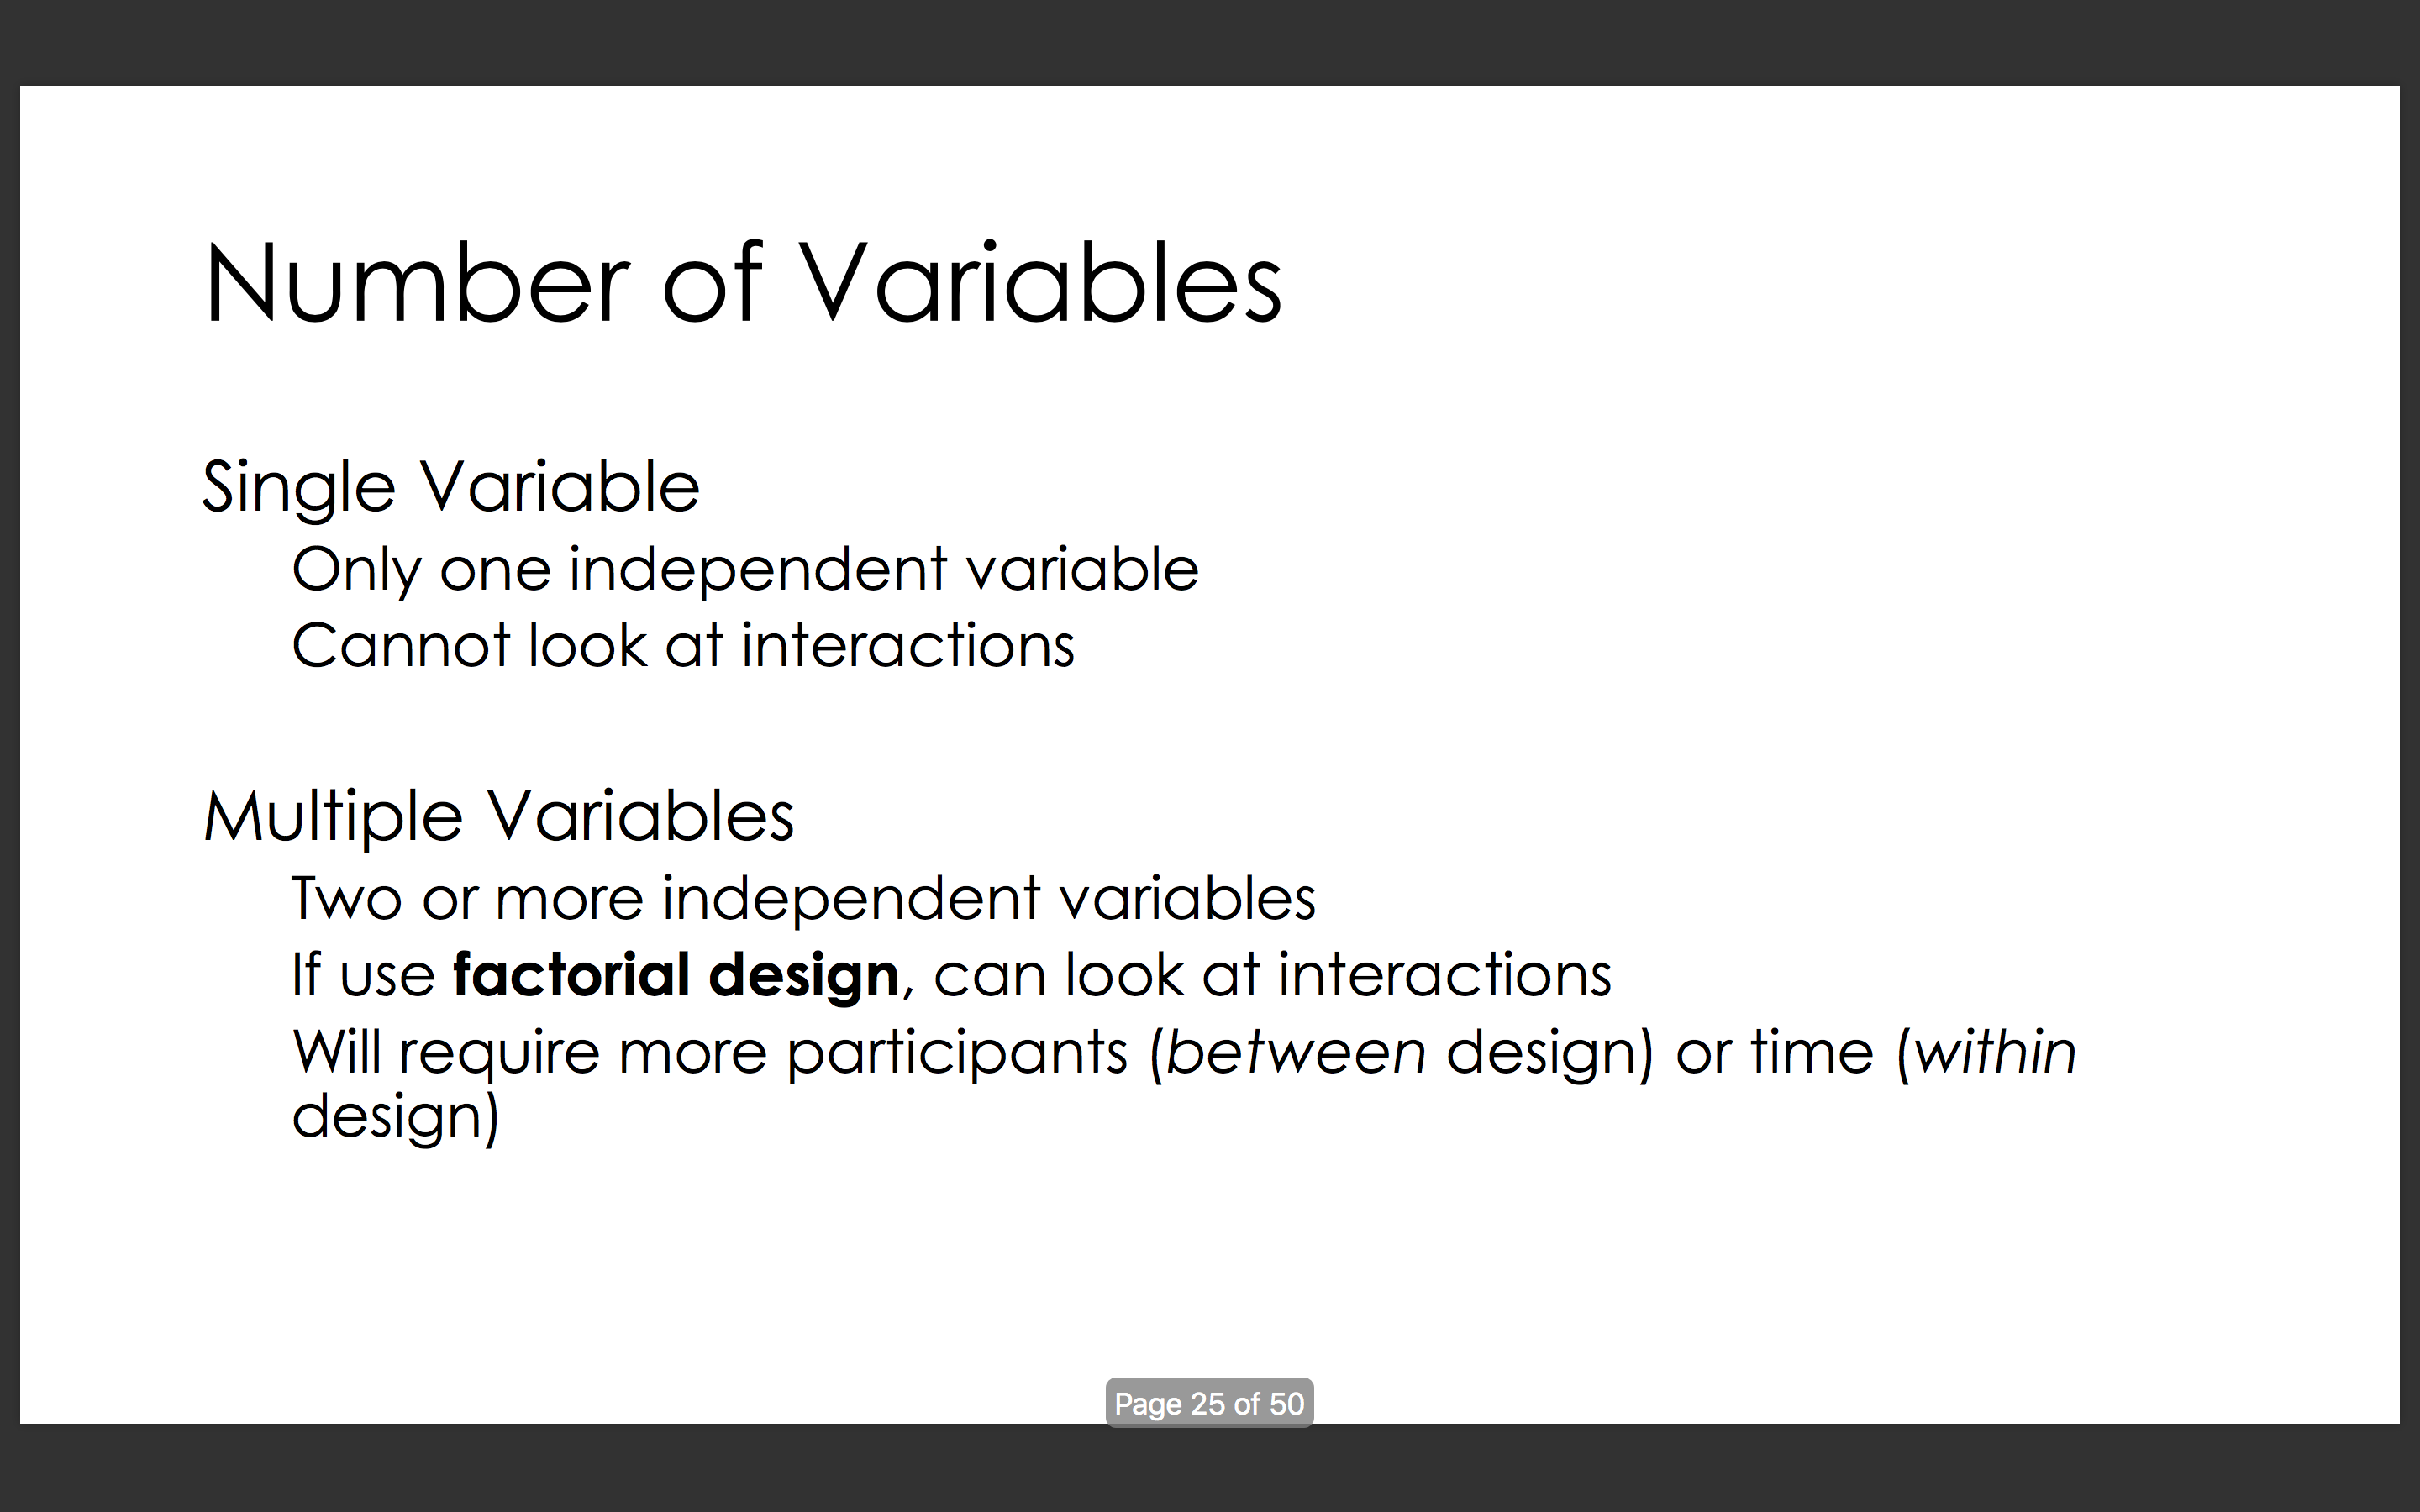 Number of Variables
Single Variable
Only one independent variable
Cannot look at interactions
Multiple Variables
Two or more independent variables
If use factorial design, can look at interactions
Will require more participants (between design) or time (within
design)
Page 25 of 50